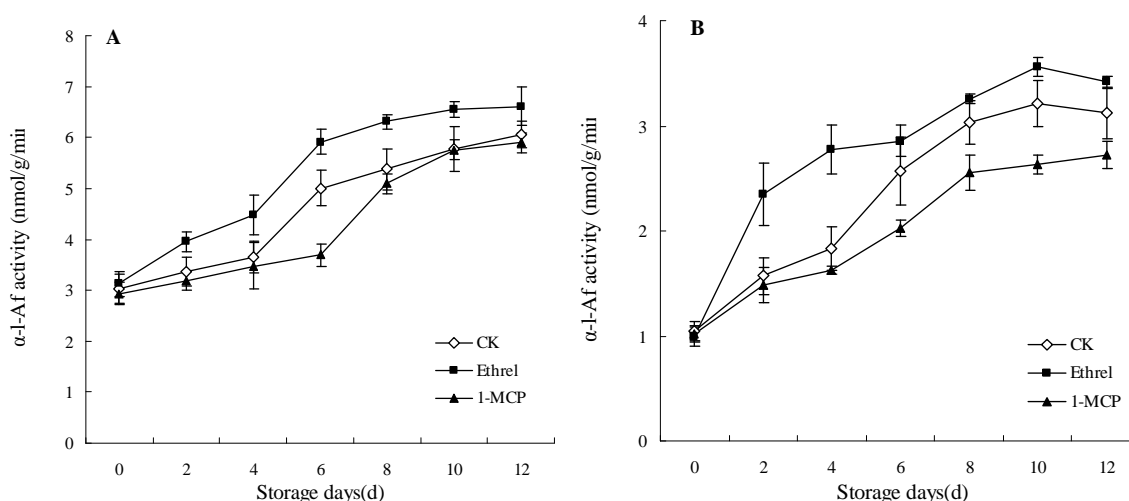 A
8
7
6
5
4
3
2
1
0
α-l-Af activity (nmol/g/mii
0 2 4 6 8 10 12
Storage days(d)
CK
Ethrel
1-MCP
B
4
3
2
1
0
α-l-Af activity (nmol/g/mii
0 2 4 6 8 10 12
Storage days(d)
CK
Ethrel
1-MCP